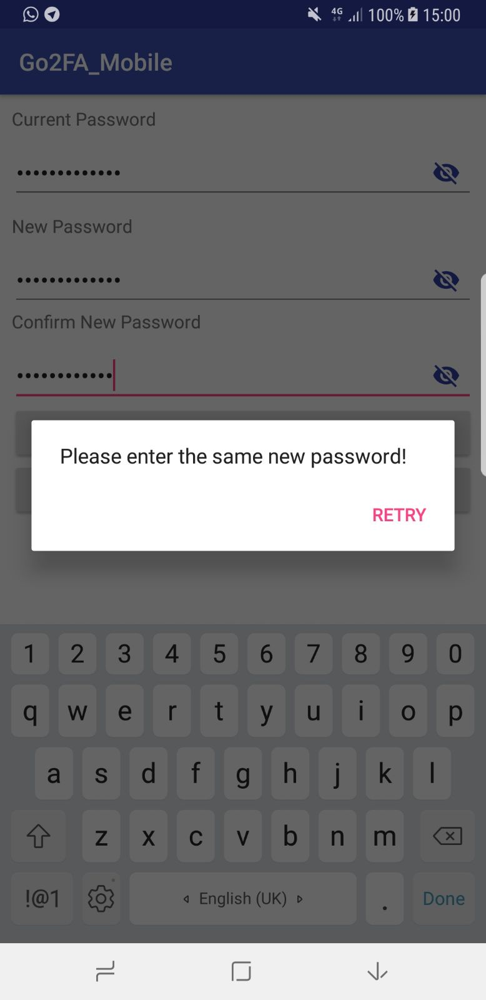 4G 100% 15:00
Go2FA_Mobile
Current Password
•••••••••••••
New Password
•••••••••••••
Confirm New Password
••••••••••••
Please enter the same new password!
RETRY
1 2 3 4 5 6 7 8 9 0
q w e r t y u i o p
a s d f g h j k l
z x c v b n m
!@1 English (UK) . Done